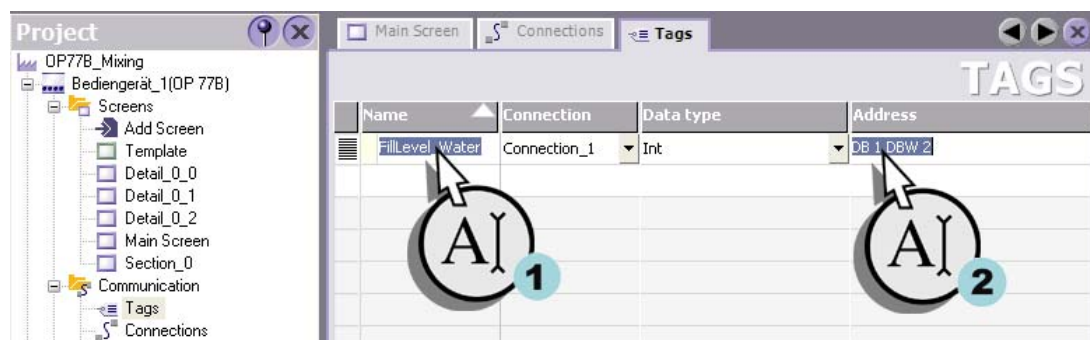 Project
OP77B_Mixing
Bediengerät_1(OP 77B)
Screens
Add Screen
Template
Detail_0_0
Detail_0_1
Detail_0_2
Main Screen
Section_0
Communication
Tags
Connections
Main Screen Connections Tags
TAGS
Name Connection Data type Address
FillLevel_Water Connection_1 Int DB 1 DBW 2
A 1 A 2